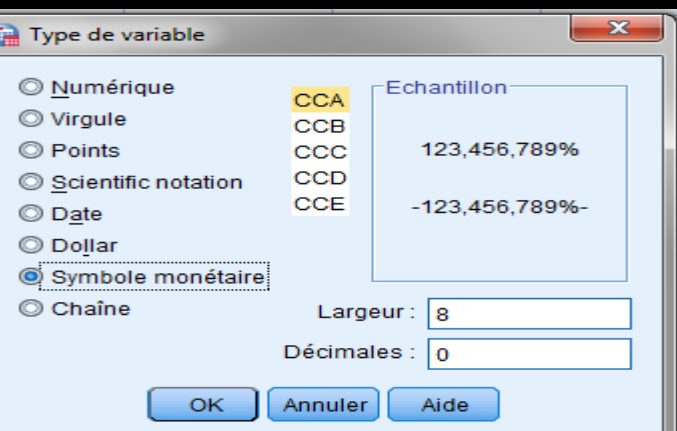 Type de variable
Numérique
Virgule
Points
Scientific notation
Date
Dollar
Symbole monétaire
Chaîne
CCA
CCB
CCC
CCD
CCE
Echantillon
123,456,789%
-123,456,789%-
Largeur : 8
Décimales : 0
OK Annuler Aide